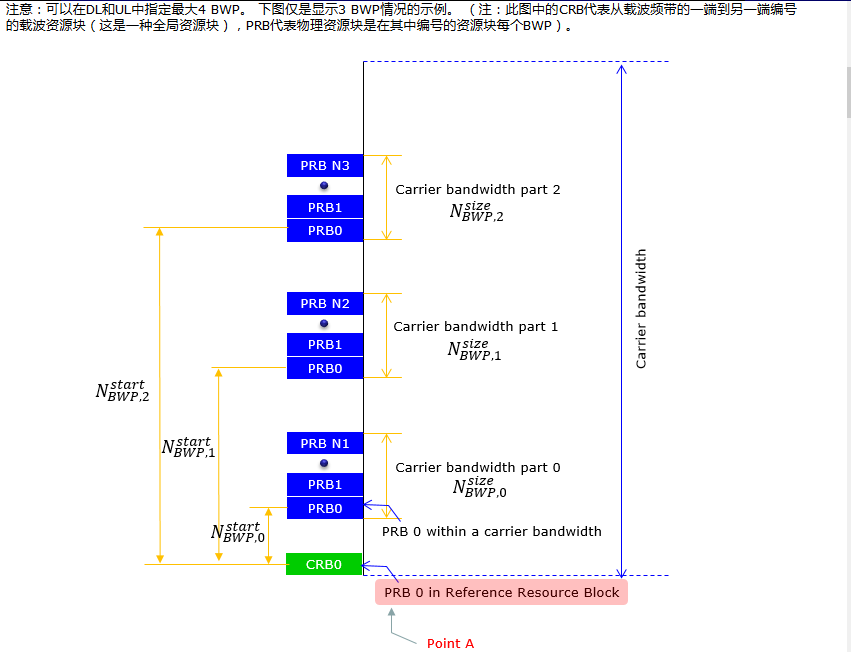 注意：可以在DL和UL中指定最大4 BWP。 下图仅是显示3 BWP情况的示例。 （注：此图中的CRB代表从载波频带的一端到另一端编号
的载波资源块（这是一种全局资源块），PRB代表物理资源块是在其中编号的资源块每个BWP）。
PRB N3
Carrier bandwidth part 2
PRB1
N^{size}_{BWP,2}
PRB0
Carrier bandwidth
PRB N2
Carrier bandwidth part 1
PRB1
N^{size}_{BWP,1}
PRB0
N^{start}_{BWP,2}
N^{start}_{BWP,1}
PRB N1
Carrier bandwidth part 0
PRB1
N^{size}_{BWP,0}
PRB0
N^{start}_{BWP,0}
PRB 0 within a carrier bandwidth
CRB0
PRB 0 in Reference Resource Block
Point A